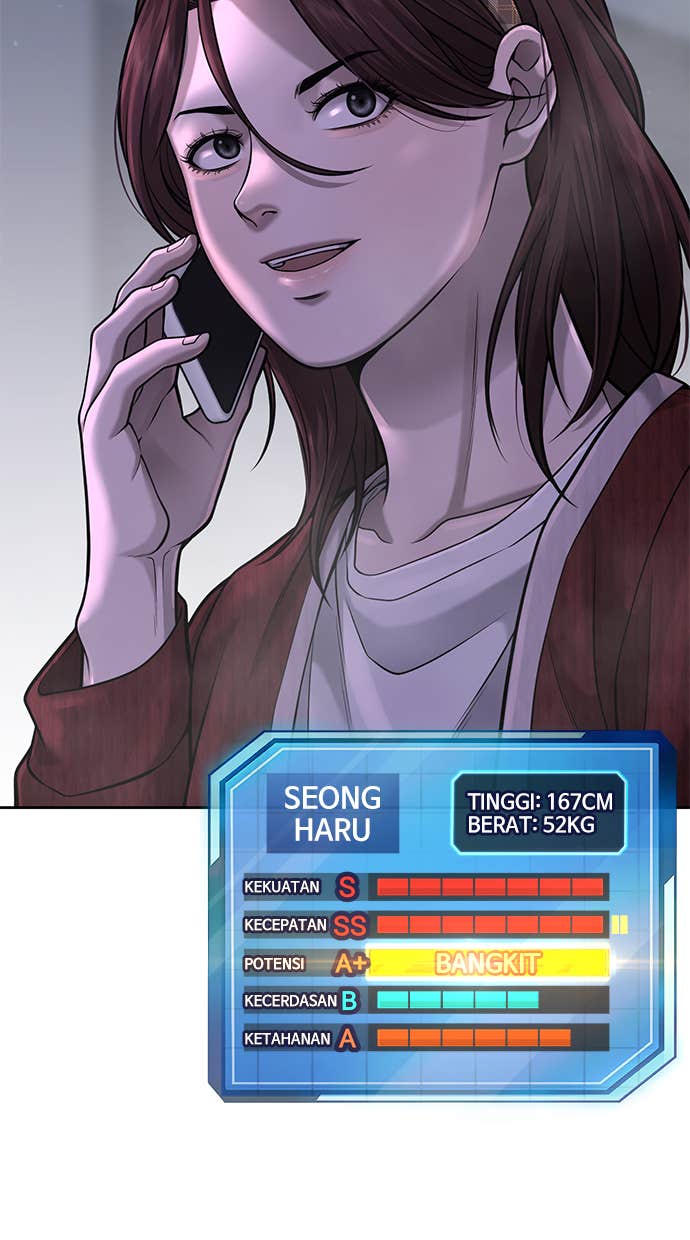 SEONG
HARU
TINGGI: 167CM
BERAT: 52KG
KEKUATAN S
KECEPATAN SS
POTENSI A+ BANGKIT
KECERDASAN B
KETAHANAN A